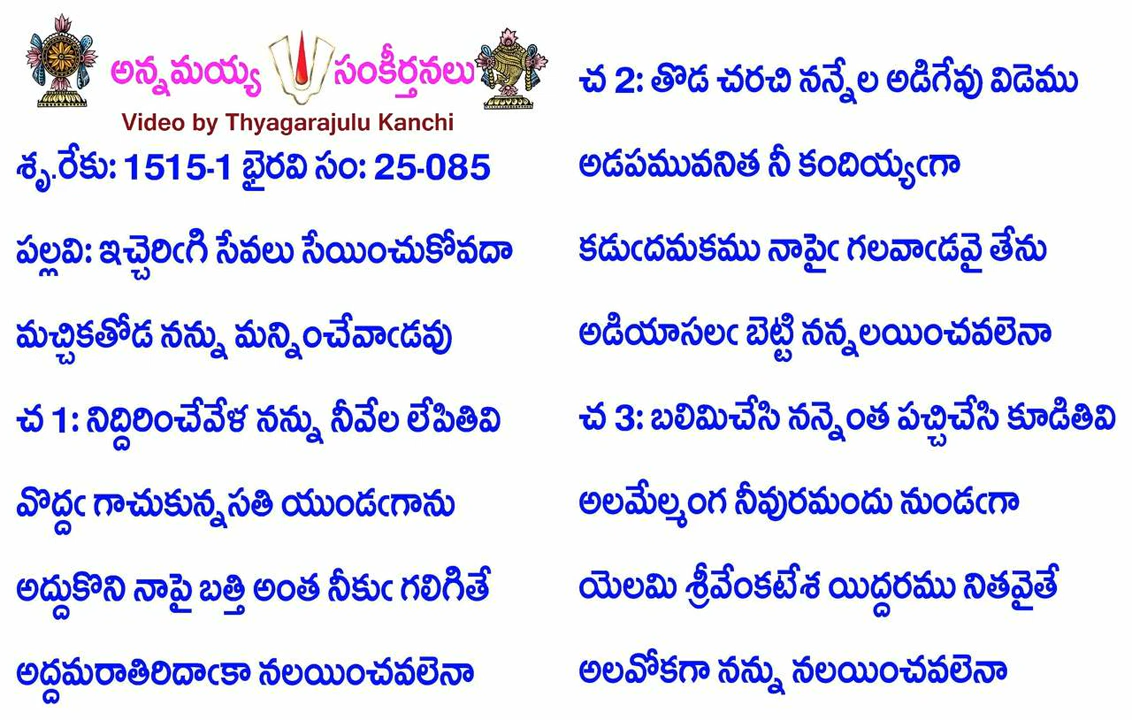 అన్నమయ్య సంకీర్తనలు
Video by Thyagarajulu Kanchi
శృ.రేకు: 1515-1 భైరవి సం: 25-085
పల్లవి: ఇచ్చెరిఁగి సేవలు సేయించుకోవదా
మచ్చికతోడ నన్ను మన్నించేవాఁడవు
చ 1: నిద్దిరించేవేళ నన్ను నీవేల లేపితివి
వొద్దఁ గాచుకున్నసతి యుండఁగాను
అద్దుకొని నాపై బత్తి అంత నీకుఁ గలిగితే
అద్దమరాతిరిదాఁకా నలయించవలెనా
చ 2: తొడ చరచి నన్నేల అడిగేవు విడెము
అడపమువనిత నీ కందియ్యఁగా
కడుఁదమకము నాపైఁ గలవాఁడవై తేను
అడియాసలఁ బెట్టి నన్నలయించవలెనా
చ 3: బలిమిచేసి నన్నెంత పచ్చిచేసి కూడితివి
అలమేల్మంగ నీవురమందు నుండఁగా
యెలమి శ్రీవేంకటేశ యిద్దరము నితవైతే
అలవోకగా నన్ను నలయించవలెనా